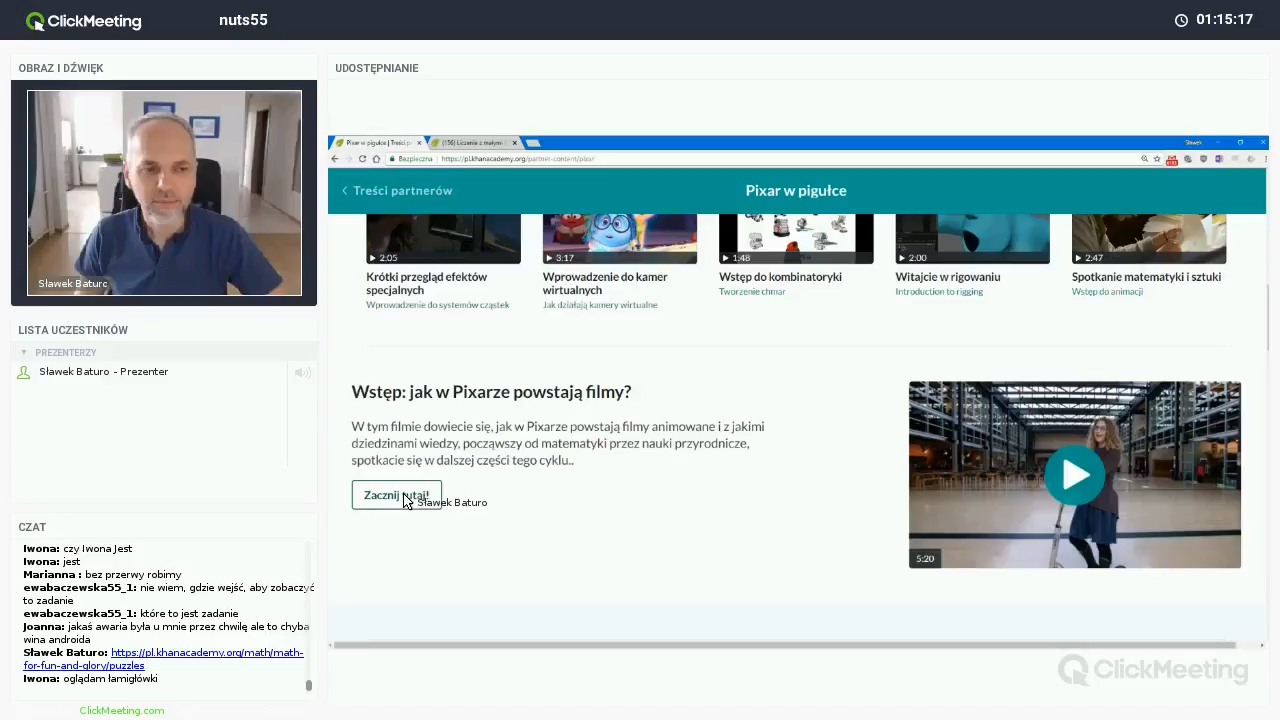 ClickMeeting
nuts55
01:15:17
OBRAZ I DŹWIĘK
Sławek Baturo
LISTA UCZESTNIKÓW
PREZENTERZY
Sławek Baturo - Prezenter
CZAT
Iwona: czy Iwona Jest
Iwona: jest
Marianna : bez przerwy robimy
ewabaczewska55_1: nie wiem, gdzie wejść, aby zobaczyć
to zadanie
ewabaczewska55_1: które to jest zadanie
Joanna: jakaś awaria była u mnie przez chwilę ale to chyba
wina androida
Sławek Baturo: https://pl.khanacademy.org/math/math-
for-fun-and-glory/puzzles
Iwona: oglądam łamigłówki
ClickMeeting.com
UDOSTĘPNIANIE
Pixar w pigułce | Treści pa
(156) Liczenie z małymi
Sławek
Bezpieczna
https://pl.khanacademy.org/partner-content/pixar
Treści partnerów
Pixar w pigułce
2:05
3:17
1:48
2:00
2:47
Krótki przegląd efektów
specjalnych
Wprowadzenie do systemów cząstek
Wprowadzenie do kamer
wirtualnych
Jak działają kamery wirtualne
Wstęp do kombinatoryki
Tworzenie chmar
Witajcie w rigowaniu
Introduction to rigging
Spotkanie matematyki i sztuki
Wstęp do animacji
Wstęp: jak w Pixarze powstają filmy?
W tym filmie dowiecie się, jak w Pixarze powstają filmy animowane i z jakimi
dziedzinami wiedzy, począwszy od matematyki przez nauki przyrodnicze,
spotkacie się w dalszej części tego cyklu..
Zacznij tutaj!
Sławek Baturo
5:20
ClickMeeting